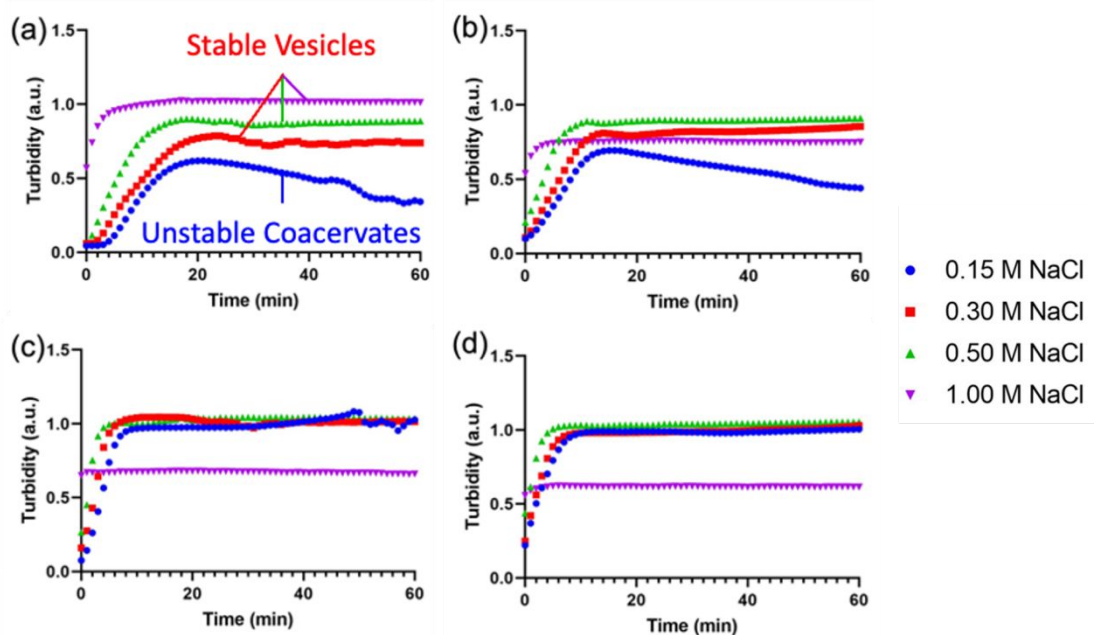 (a)
1.5
1.0
0.5
0.0
Turbidity (a.u.)
Stable Vesicles
Unstable Coacervates
0 20 40 60
Time (min)
(b)
1.5
1.0
0.5
0.0
Turbidity (a.u.)
0 20 40 60
Time (min)
(c)
1.5
1.0
0.5
0.0
Turbidity (a.u.)
0 20 40 60
Time (min)
(d)
1.5
1.0
0.5
0.0
Turbidity (a.u.)
0 20 40 60
Time (min)
0.15 M NaCl
0.30 M NaCl
0.50 M NaCl
1.00 M NaCl